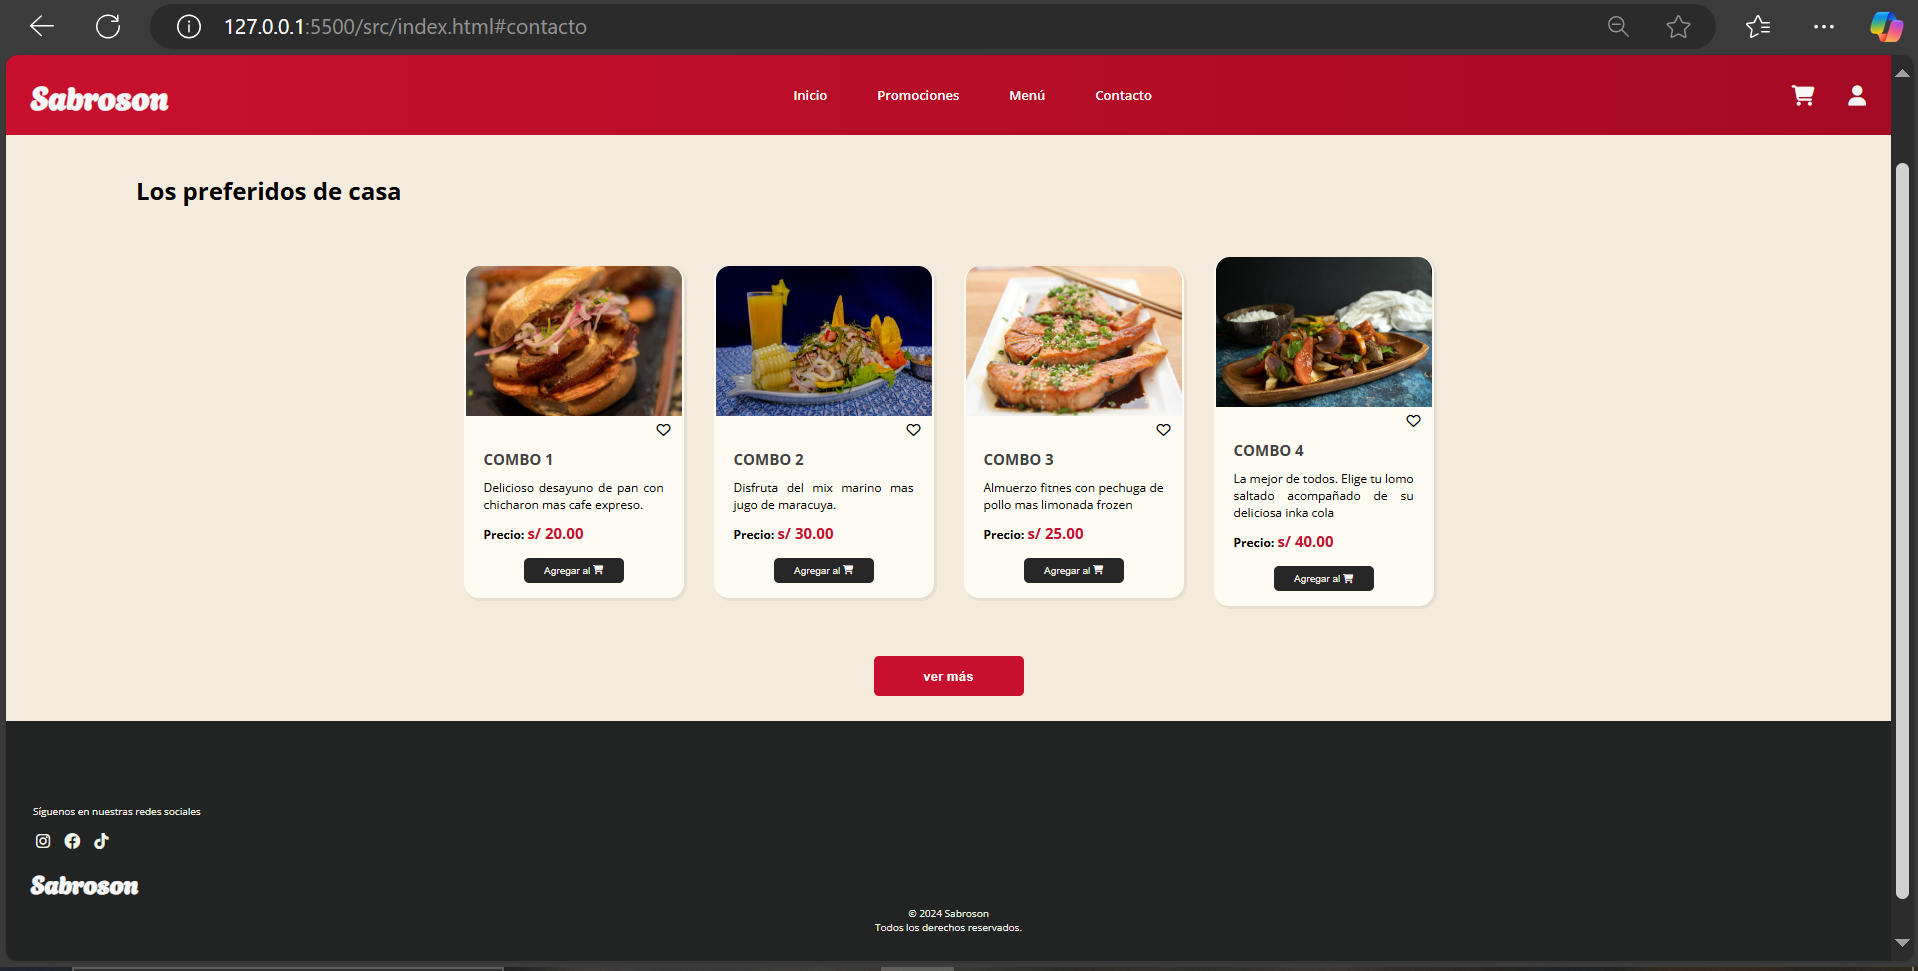 127.0.0.1:5500/src/index.html#contacto
Sabroson
Inicio
Promociones
Menú
Contacto
Los preferidos de casa
COMBO 1
Delicioso desayuno de pan con
chicharon mas cafe expreso.
Precio: s/ 20.00
Agregar al
COMBO 2
Disfruta del mix marino mas
jugo de maracuya.
Precio: s/ 30.00
Agregar al
COMBO 3
Almuerzo fitnes con pechuga de
pollo mas limonada frozen
Precio: s/ 25.00
Agregar al
COMBO 4
La mejor de todos. Elige tu lomo
saltado acompañado de su
deliciosa inka cola
Precio: s/ 40.00
Agregar al
ver más
Síguenos en nuestras redes sociales
Sabroson
© 2024 Sabroson
Todos los derechos reservados.